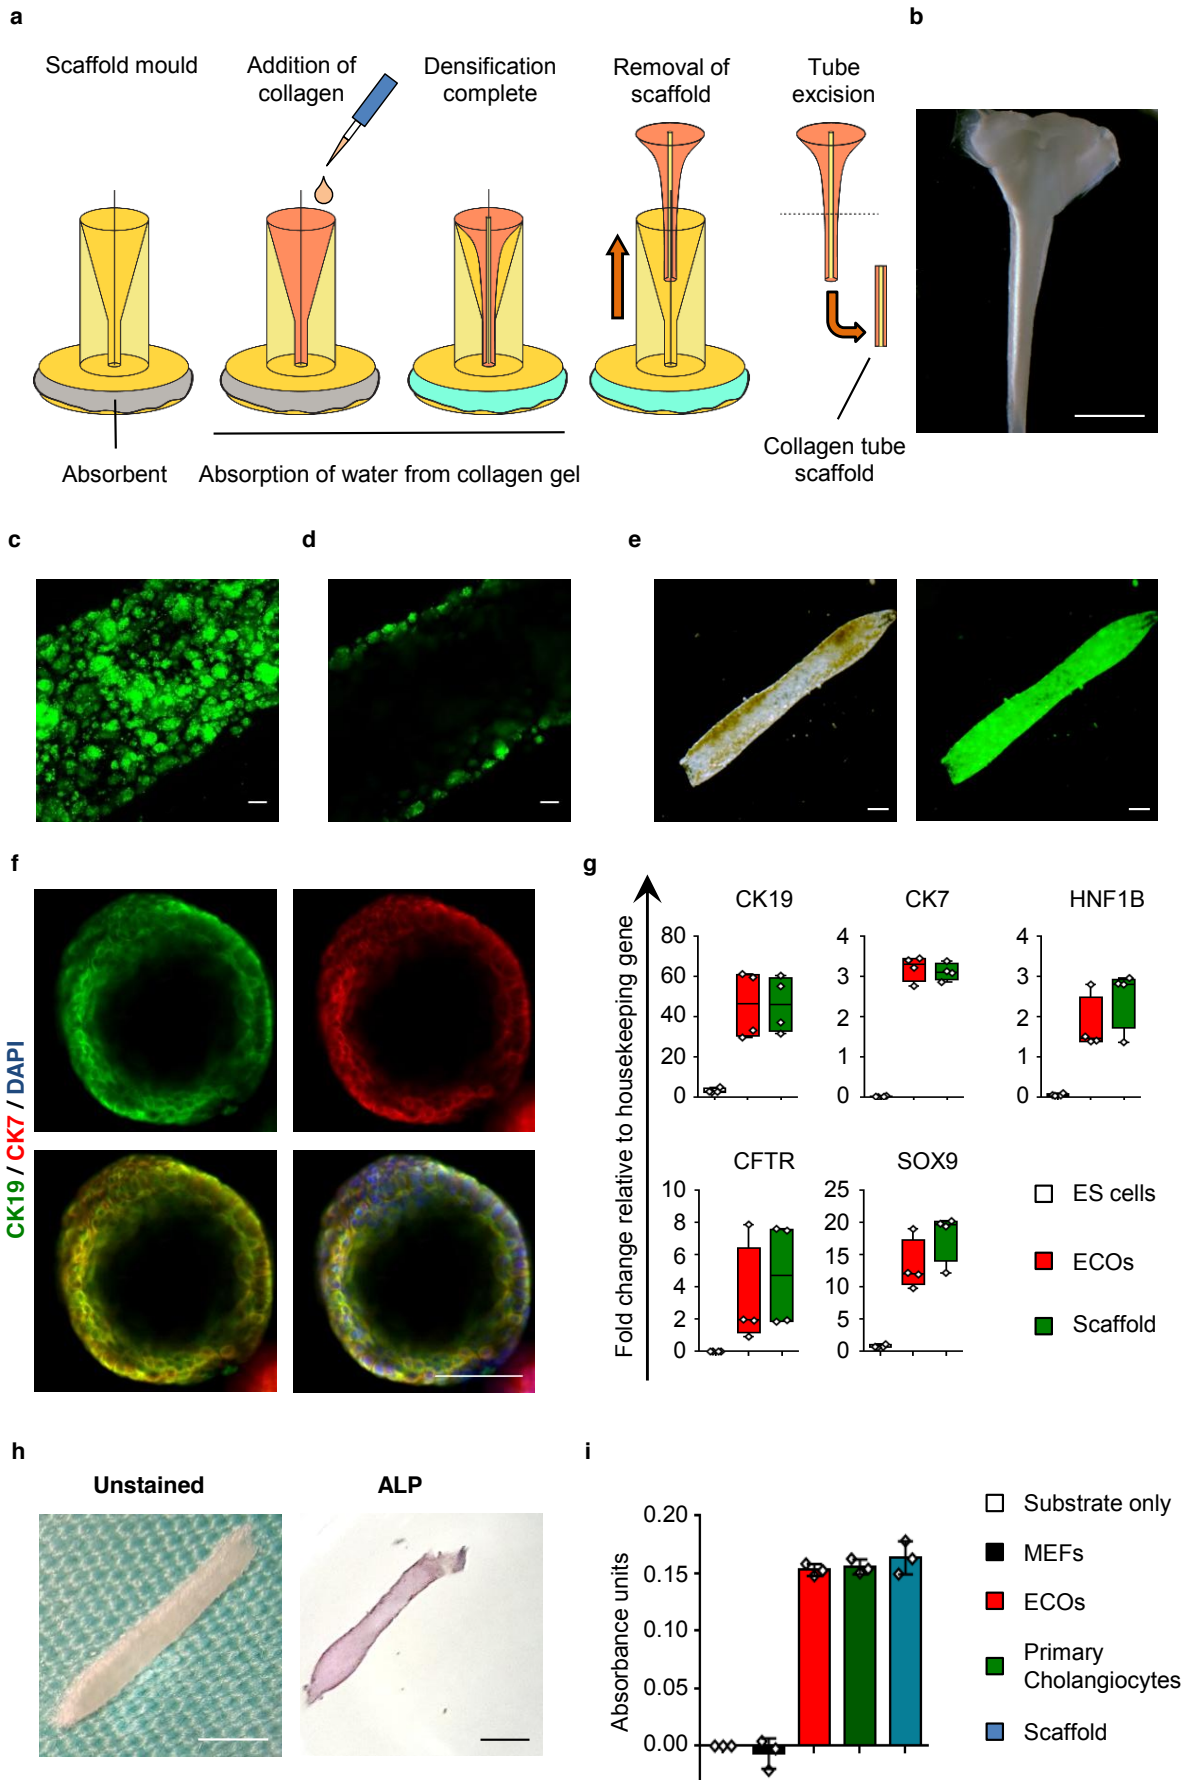 a
b
Scaffold mould
Addition of
collagen
Densification
complete
Removal of
scaffold
Tube
excision
Absorbent
Absorption of water from collagen gel
Collagen tube
scaffold
c
d
e
f
CK19 / CK7 / DAPI
g
Fold change relative to housekeeping gene
CK19
80
60
40
20
0
CK7
4
3
2
1
0
HNF1B
4
3
2
1
0
CFTR
10
8
6
4
2
0
SOX9
25
20
15
10
5
0
ES cells
ECOs
Scaffold
h
Unstained
ALP
i
Absorbance units
0.20
0.15
0.10
0.05
0.00
Substrate only
MEFs
ECOs
Primary
Cholangiocytes
Scaffold